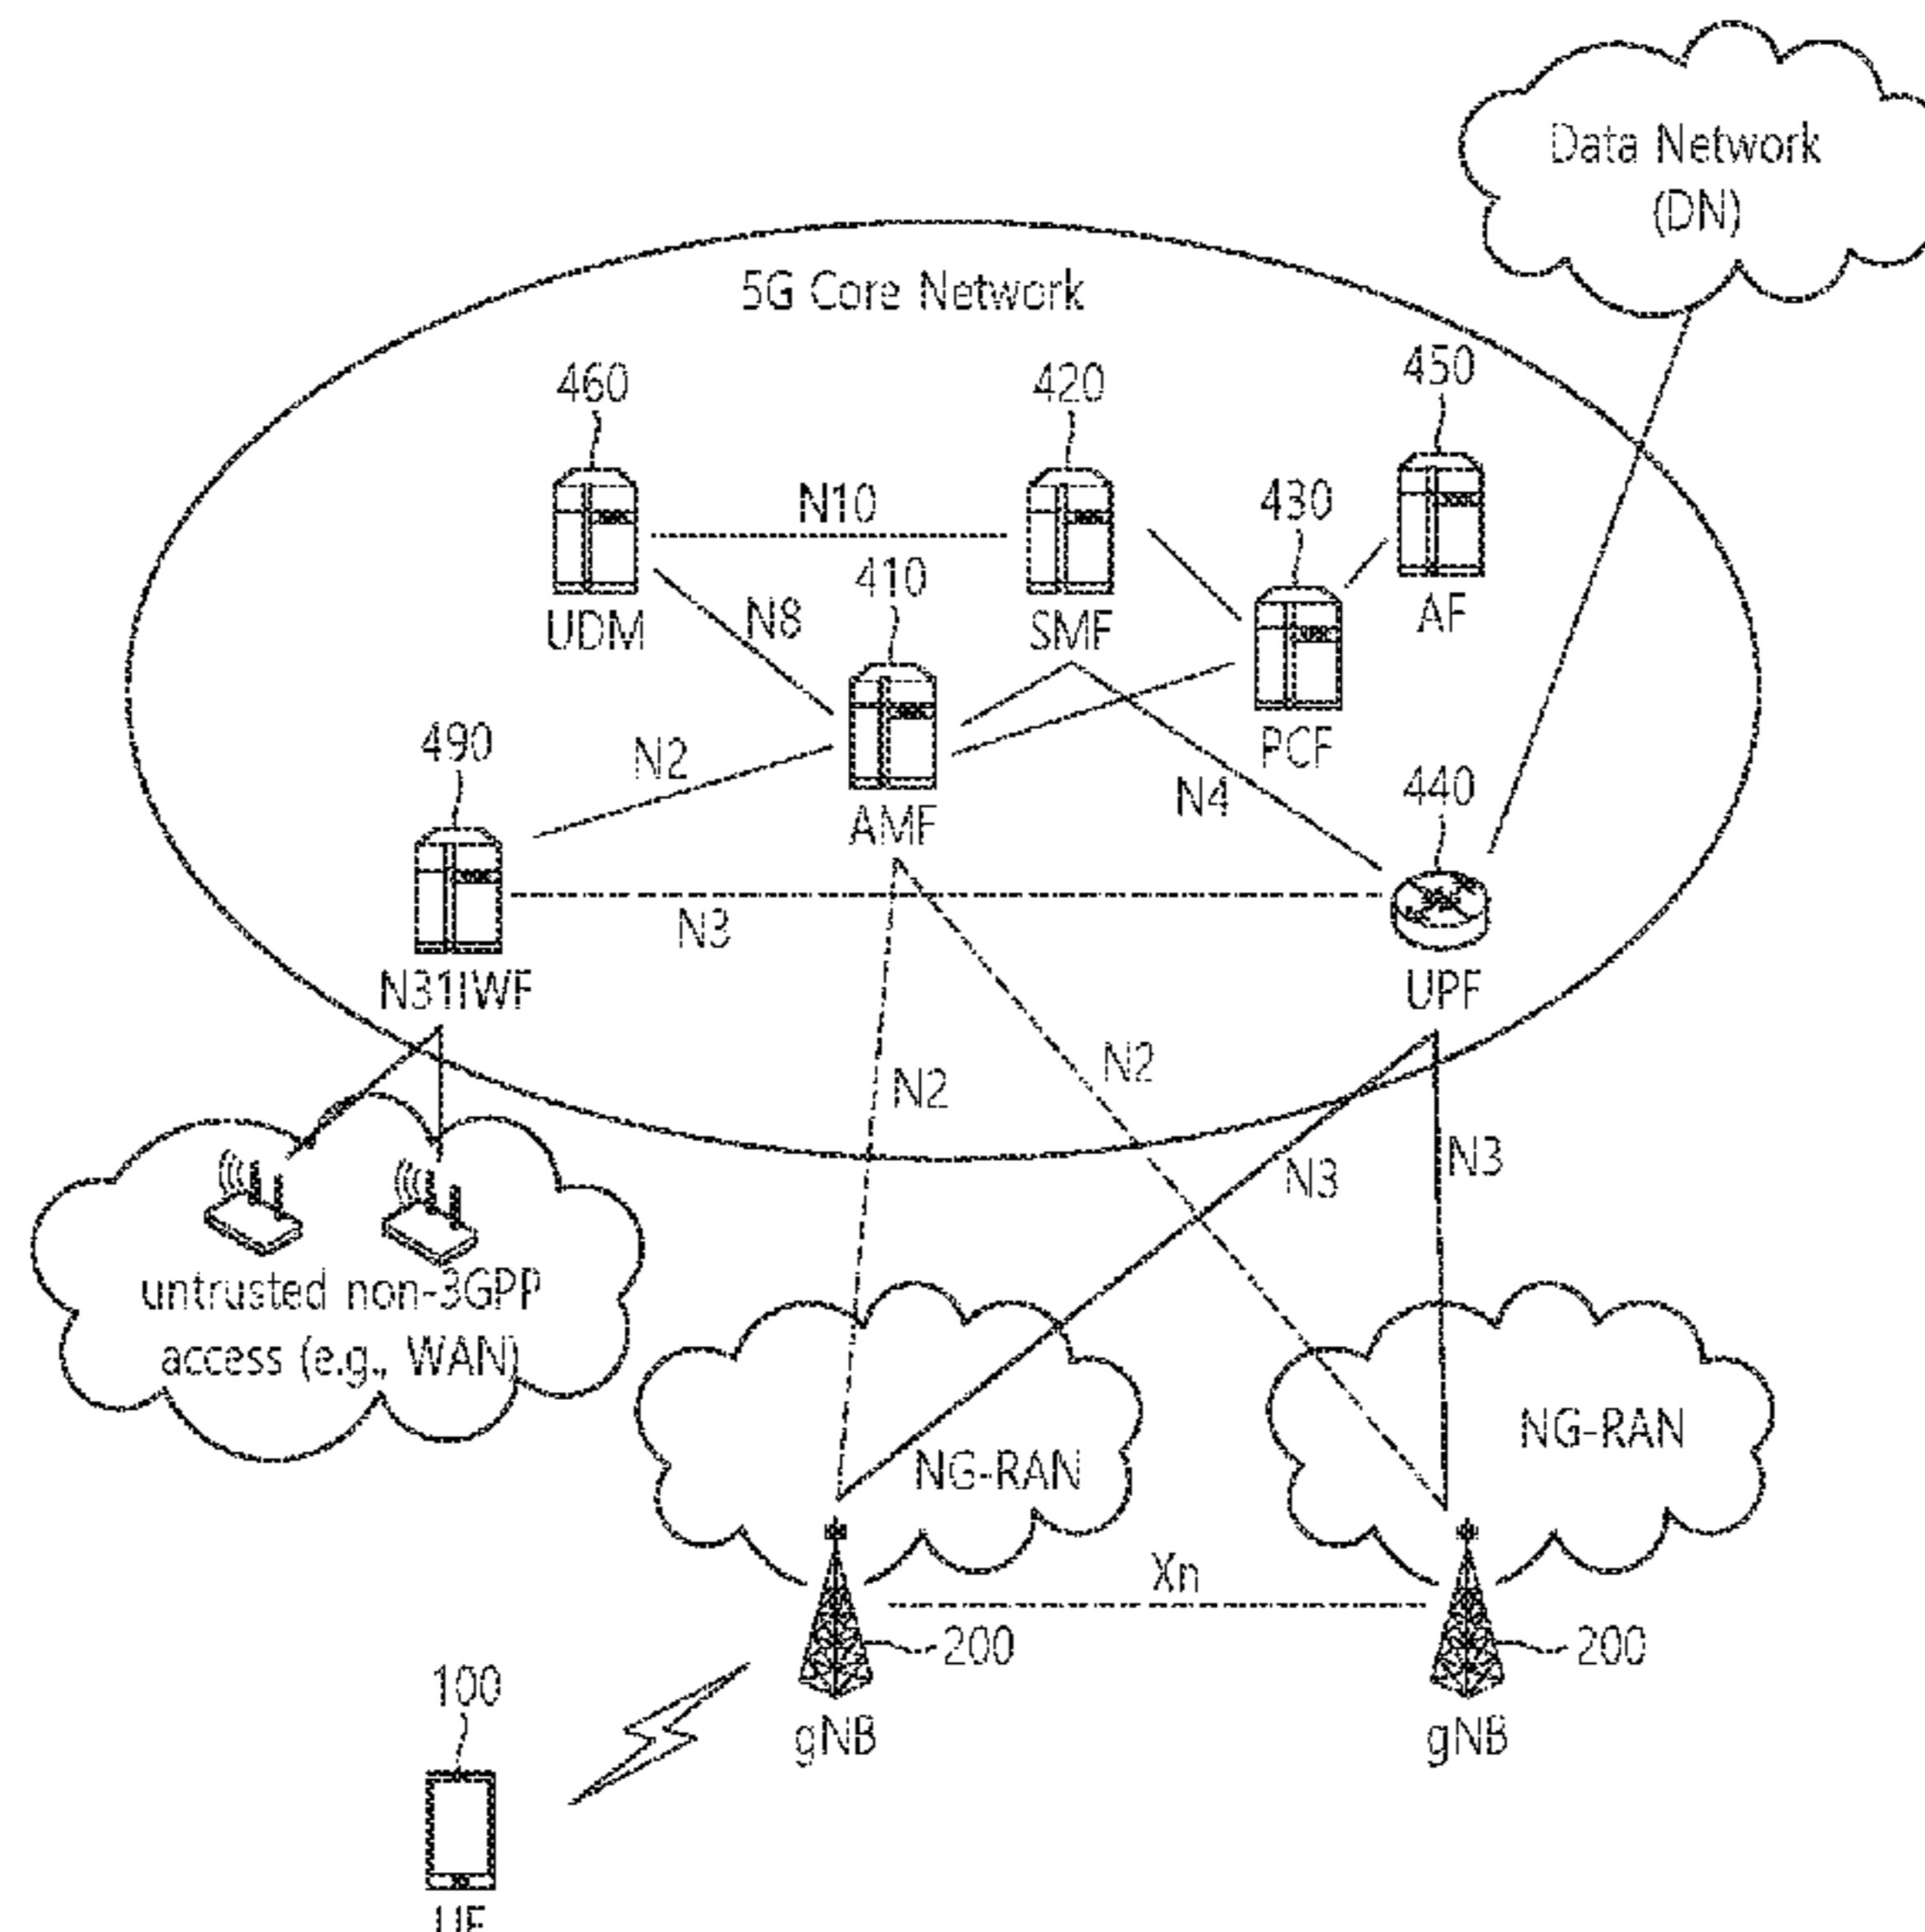 Data Network
(DN)
5G Core Network
460
420
450
N10
430
410
UDM
N8
SMF
AF
490
N2
PCF
AMF
N4
440
N3
N31IWF
UPF
N2
N2
N3
N3
untrusted non-3GPP
access (e.g., WAN)
NG-RAN
NG-RAN
Xn
200
200
100
gNB
gNB
UE